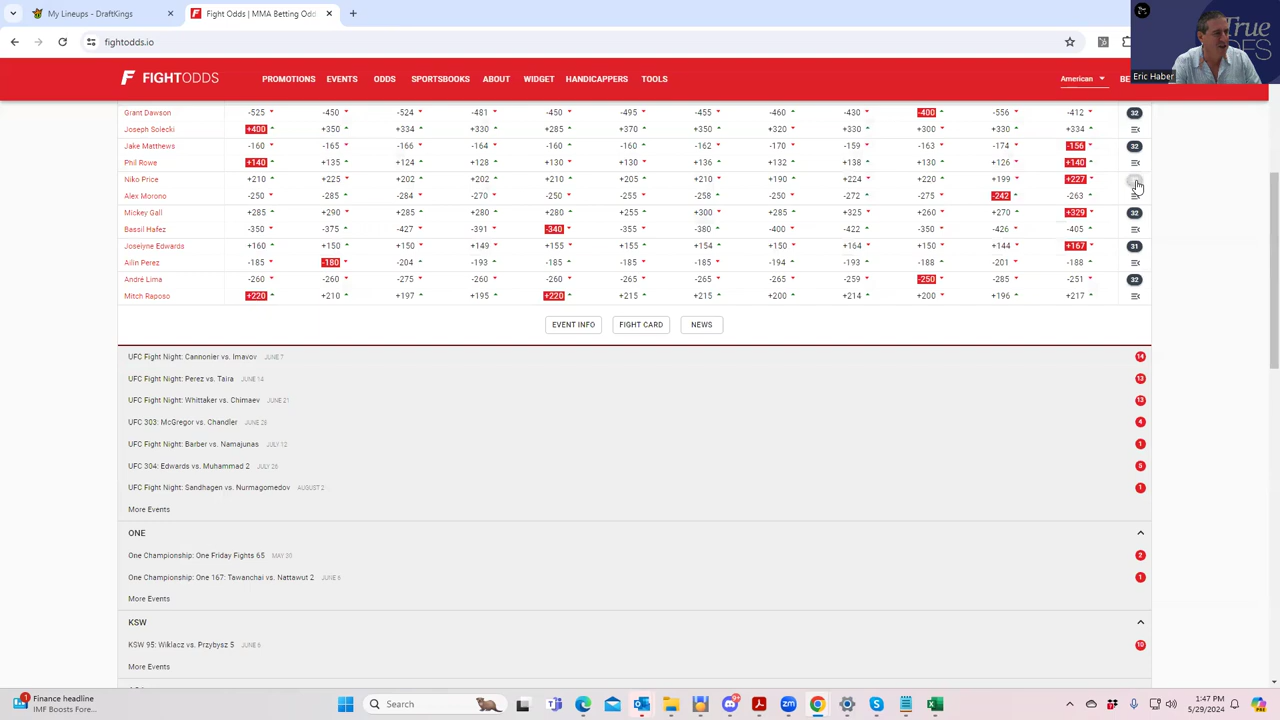 My Lineups - DraftKings
Fight Odds | MMA Betting Odd
fightodds.io
True
Eric Haber
FIGHTODDS
PROMOTIONS EVENTS ODDS SPORTSBOOKS ABOUT WIDGET HANDICAPPERS TOOLS American BE
Grant Dawson -525 -450 -524 -481 -450 -495 -455 -460 -430 -400 -556 -412 32
Joseph Solecki +400 +350 +334 +330 +285 +370 +350 +320 +330 +300 +330 +334
Jake Matthews -160 -165 -166 -164 -160 -160 -162 -170 -159 -163 -174 -156 32
Phil Rowe +140 +135 +124 +128 +130 +130 +136 +132 +138 +130 +126 +140
Niko Price +210 +225 +202 +202 +210 +205 +210 +190 +224 +220 +199 +227
Alex Morono -250 -285 -284 -270 -250 -255 -258 -250 -272 -275 -242 -263
Mickey Gall +285 +290 +285 +280 +280 +255 +300 +285 +325 +260 +270 +329 32
Bassil Hafez -350 -375 -427 -391 -340 -355 -380 -400 -422 -350 -426 -405
Joselyne Edwards +160 +150 +150 +149 +155 +155 +154 +150 +164 +150 +144 +167 31
Ailin Perez -185 -180 -204 -193 -185 -185 -185 -193 -193 -188 -201 -188
André Lima -260 -260 -275 -260 -260 -265 -265 -265 -259 -250 -285 -251 32
Mitch Raposo +220 +210 +197 +195 +220 +215 +215 +200 +214 +200 +196 +217
EVENT INFO FIGHT CARD NEWS
UFC Fight Night: Cannonier vs. Imavov JUNE 7 14
UFC Fight Night: Perez vs. Taira JUNE 14 13
UFC Fight Night: Whittaker vs. Chimaev JUNE 21 13
UFC 303: McGregor vs. Chandler JUNE 28 4
UFC Fight Night: Barber vs. Namajunas JULY 12 1
UFC 304: Edwards vs. Muhammad 2 JULY 26 5
UFC Fight Night: Sandhagen vs. Nurmagomedov AUGUST 2 1
More Events
ONE
One Championship: One Friday Fights 65 MAY 30 2
One Championship: One 167: Tawanchai vs. Nattawut 2 JUNE 6 1
More Events
KSW
KSW 95: Wiklacz vs. Przybysz 5 JUNE 6 10
More Events
1 Finance headline
IMF Boosts Fore...
Search
1:47 PM
5/29/2024